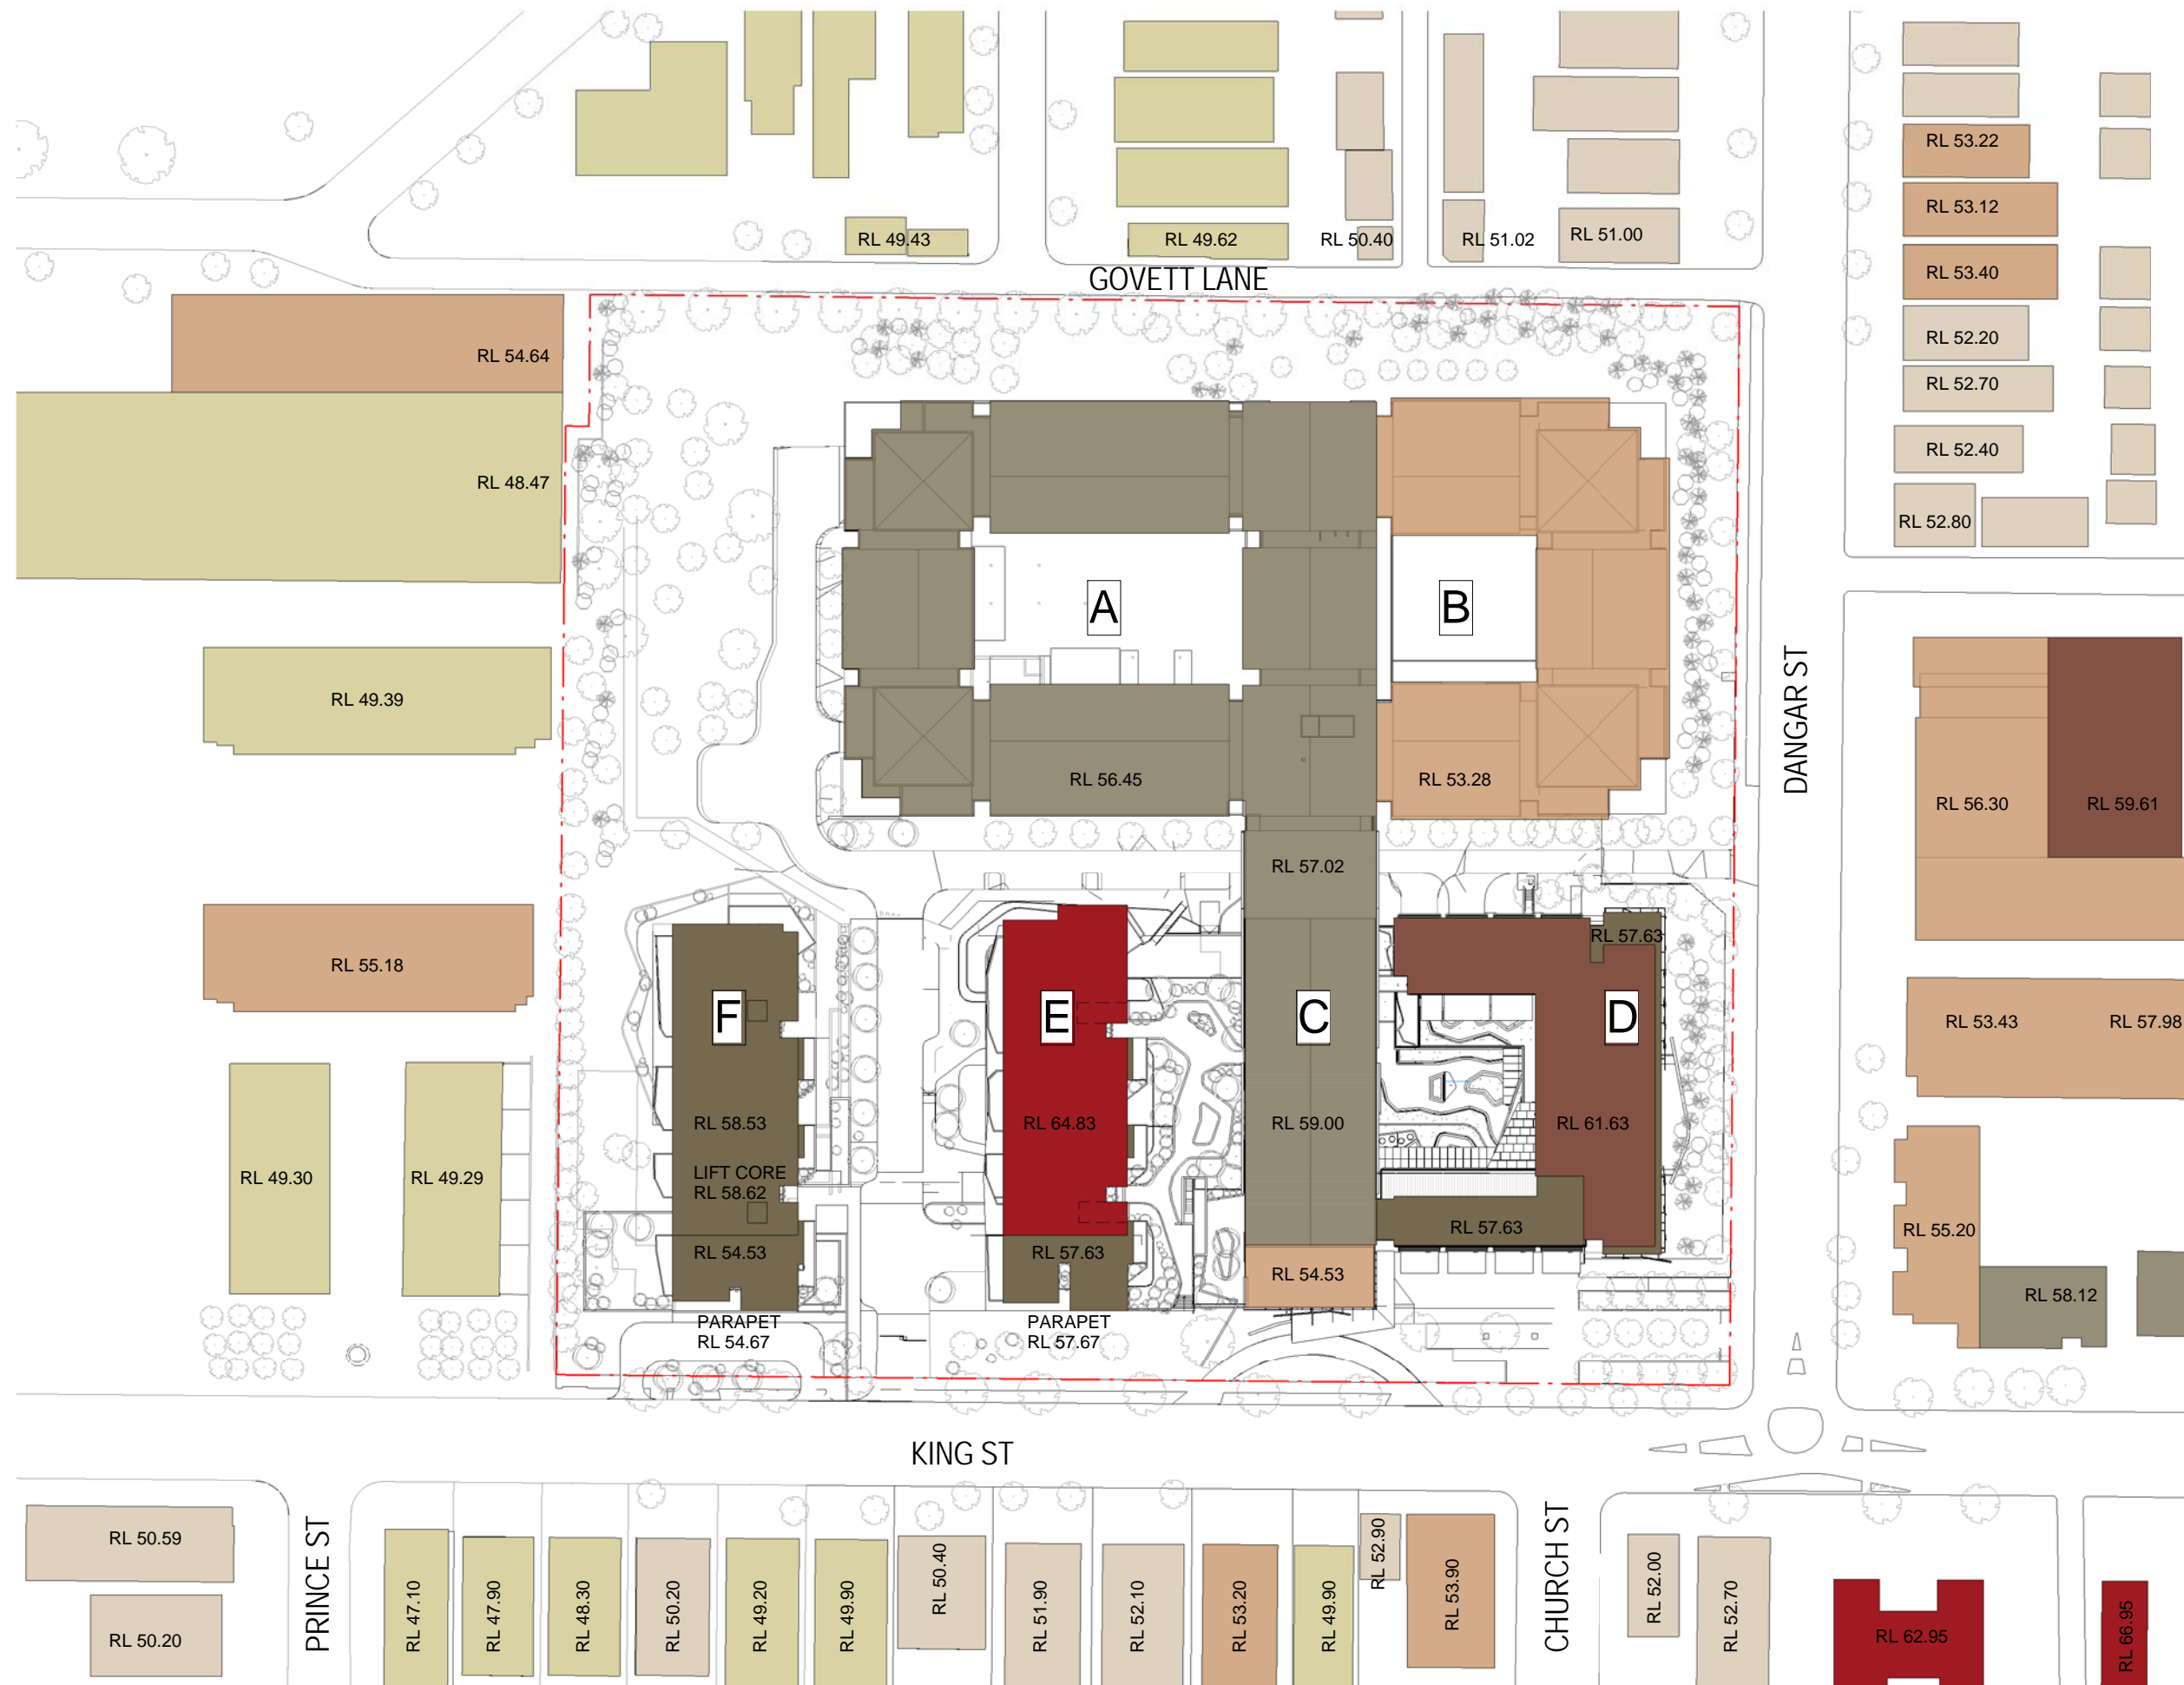 RL 53.22
RL 53.12
RL 49.43
RL 49.62
RL 50.40
RL 51.02
RL 51.00
GOVETT LANE
RL 53.40
RL 54.64
RL 52.20
RL 52.70
RL 52.40
RL 48.47
RL 52.80
A
B
RL 49.39
DANGAR ST
RL 56.45
RL 53.28
RL 56.30
RL 59.61
RL 57.02
RL 57.63
RL 55.18
F
E
C
D
RL 53.43
RL 57.98
RL 58.53
RL 64.83
RL 59.00
RL 61.63
RL 49.30
RL 49.29
LIFT CORE
RL 58.62
RL 54.53
RL 57.63
RL 57.63
RL 55.20
RL 54.53
RL 58.12
PARAPET
RL 54.67
PARAPET
RL 57.67
KING ST
RL 50.59
RL 50.20
PRINCE ST
RL 47.10
RL 47.90
RL 48.30
RL 50.20
RL 49.20
RL 49.90
RL 50.40
RL 51.90
RL 52.10
RL 53.20
RL 49.90
RL 52.90
RL 53.90
CHURCH ST
RL 52.00
RL 52.70
RL 62.95
RL 66.95